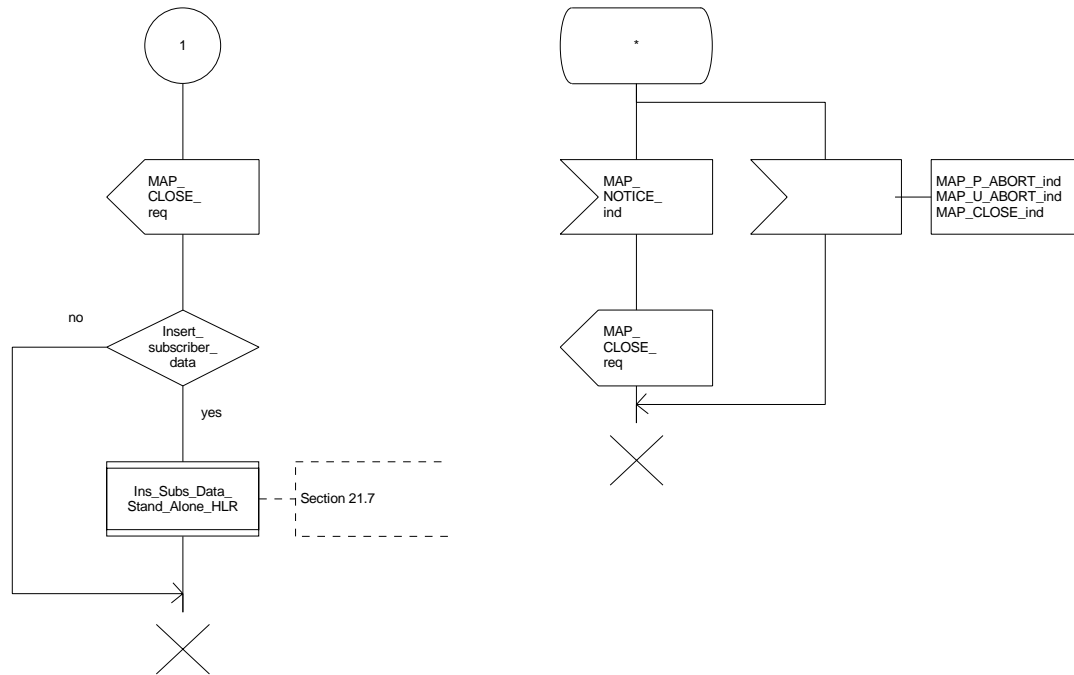 1
MAP_
CLOSE_
req
no
Insert_
subscriber_
data
yes
Ins_Subs_Data_
Stand_Alone_HLR
Section 21.7
*
MAP_
NOTICE_
ind
MAP_P_ABORT_ind
MAP_U_ABORT_ind
MAP_CLOSE_ind
MAP_
CLOSE_
req